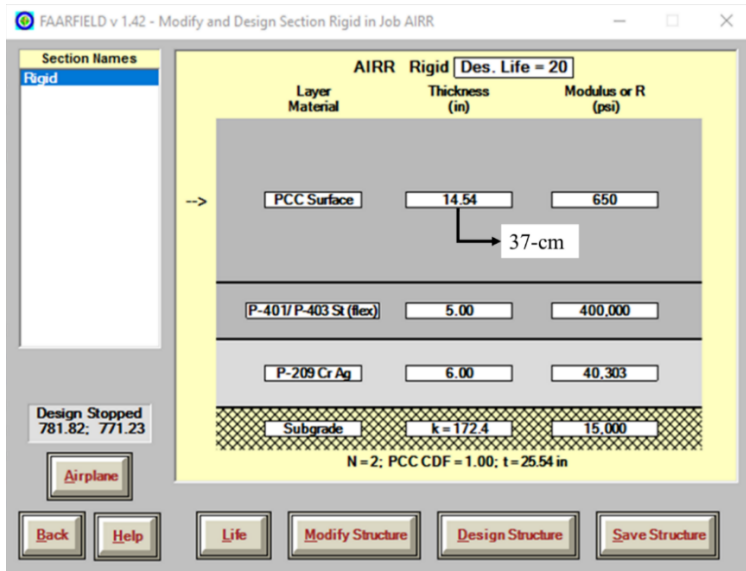 FAARFIELD v 1.42 - Modify and Design Section Rigid in Job AIRR
Section Names
Rigid
AIRR Rigid Des. Life = 20
Layer Material
Thickness (in)
Modulus or R (psi)
-->
PCC Surface 14.54 650
37-cm
P-401/ P-403 St (flex) 5.00 400,000
P-209 Cr Ag 6.00 40,303
Subgrade k = 172.4 15,000
N = 2; PCC CDF = 1.00; t = 25.54 in
Design Stopped
781.82; 771.23
Airplane
Back Help Life Modify Structure Design Structure Save Structure